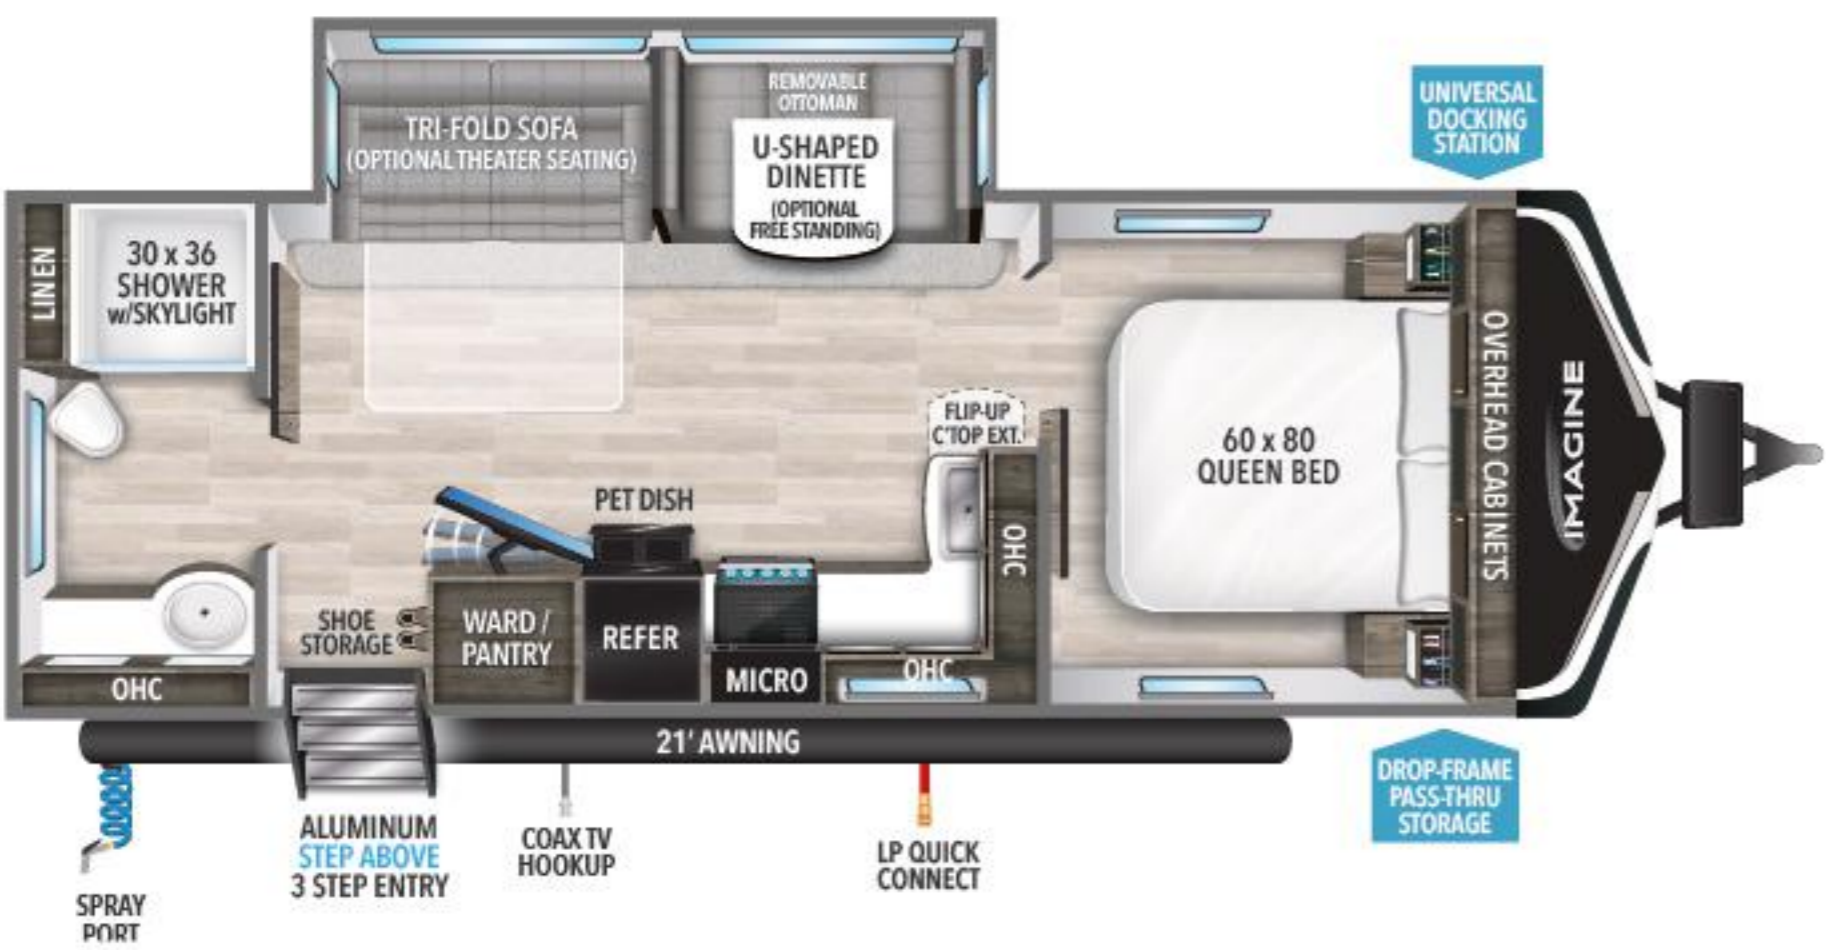 REMOVABLE
OTTOMAN
TRI-FOLD SOFA
(OPTIONAL THEATER SEATING)
U-SHAPED
DINETTE
(OPTIONAL
FREE STANDING)
UNIVERSAL
DOCKING
STATION
LINEN
30 x 36
SHOWER
w/SKYLIGHT
OVERHEAD CABINETS
IMAGINE
FLIP-UP
C'TOP EXT.
60 x 80
QUEEN BED
PET DISH
OHC
SHOE
STORAGE
WARD /
PANTRY
REFER
MICRO
OHC
OHC
21' AWNING
DROP-FRAME
PASS-THRU
STORAGE
ALUMINUM
STEP ABOVE
3 STEP ENTRY
COAX TV
HOOKUP
LP QUICK
CONNECT
SPRAY
PORT